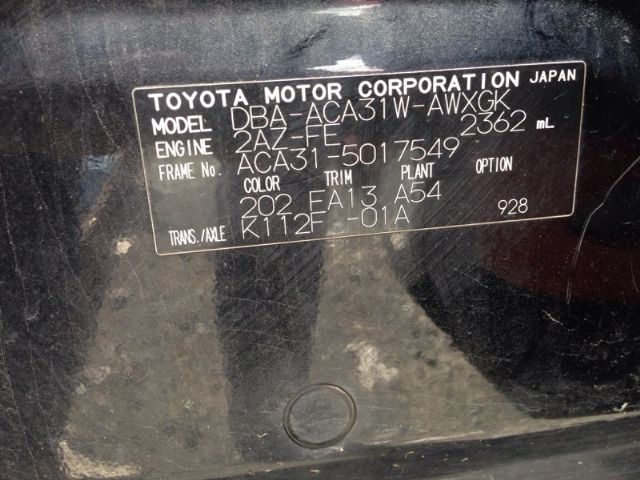 TOYOTA MOTOR CORPORATION JAPAN
MODEL DBA-ACA31W-AWXGK
ENGINE 2AZ-FE 2362 mL
FRAME No. ACA31-5017549
COLOR TRIM PLANT OPTION
202 FA13 A54
TRANS./AXLE K112F -01A 928